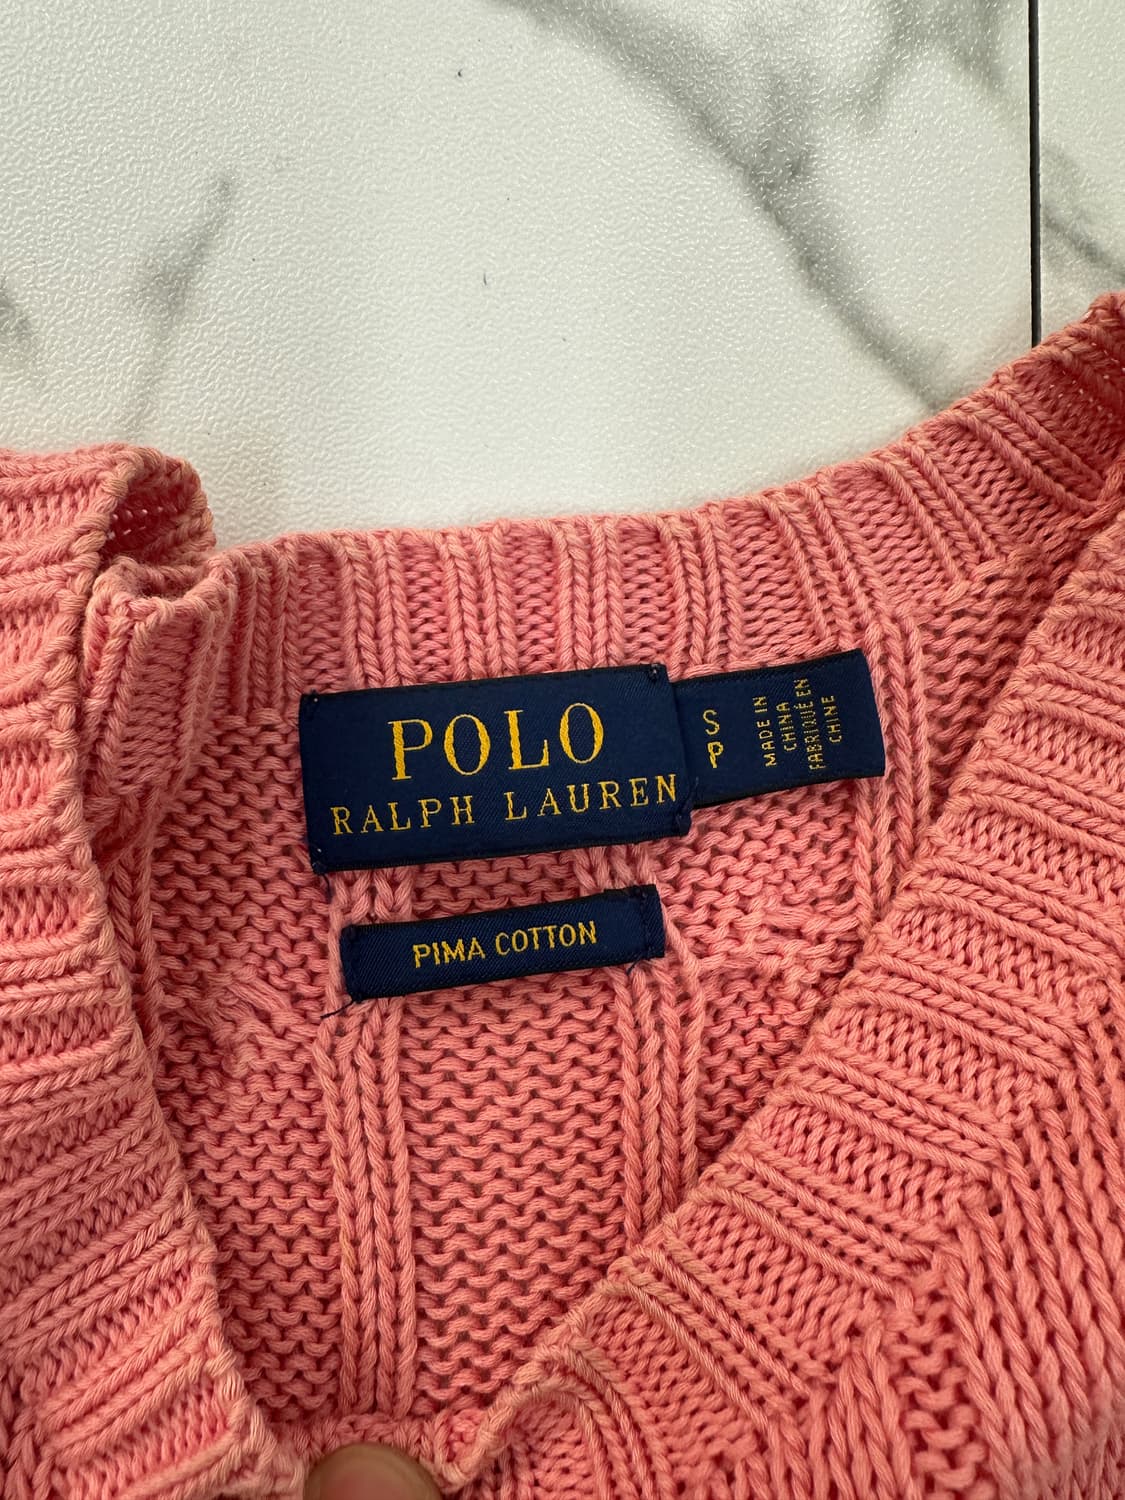 POLO
RALPH LAUREN
S
P
MADE IN
CHINA
FABRIQUÉ EN
CHINE
PIMA COTTON